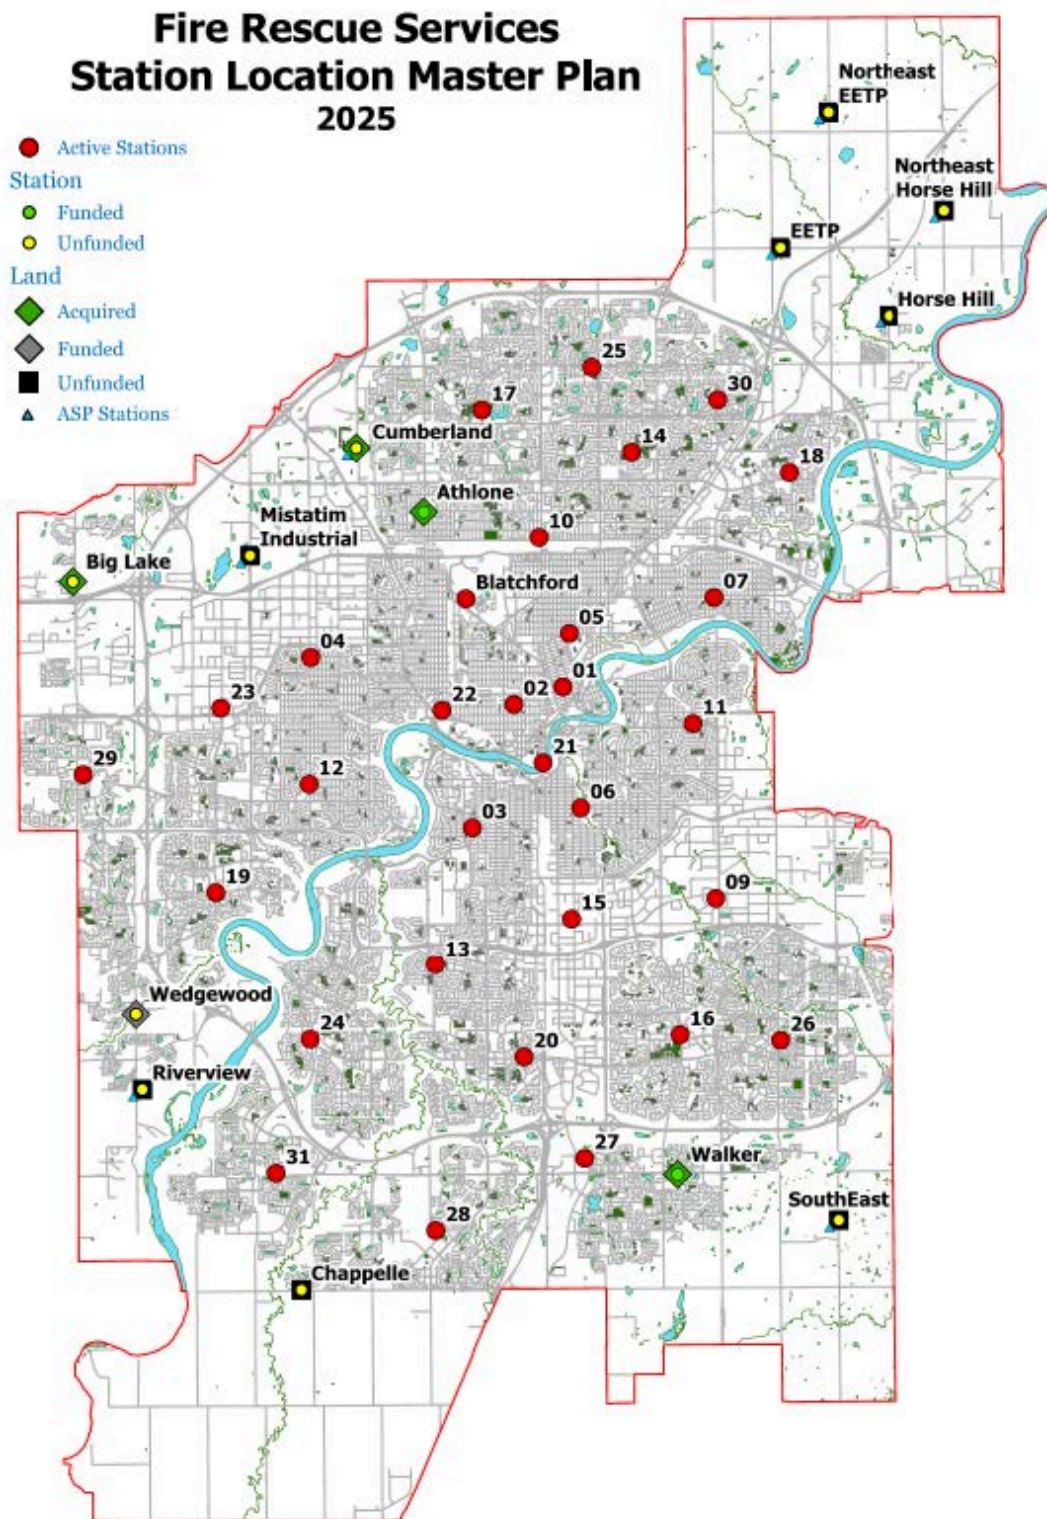 Fire Rescue Services
Station Location Master Plan
2025
Active Stations
Station
Funded
Unfunded
Land
Acquired
Funded
Unfunded
ASP Stations
Northeast
EETP
Northeast
Horse Hill
EETP
Horse Hill
25
30
17
Cumberland
14
18
Athlone
10
Mistatim
Industrial
Big Lake
Blatchford
07
05
04
01
02
23
22
11
21
29
12
06
03
19
09
15
13
Wedgewood
24
16
26
20
Riverview
27
Walker
31
SouthEast
28
Chappelle